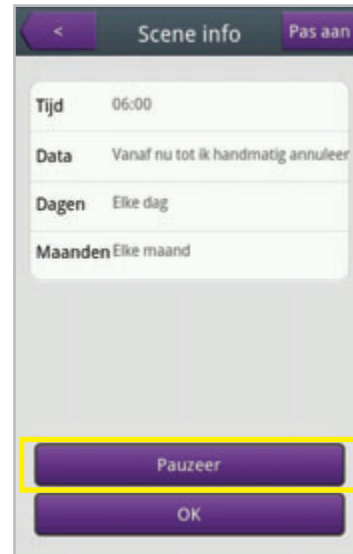 < Scene info Pas aan
Tijd 06:00
Data Vanaf nu tot ik handmatig annuleer
Dagen Elke dag
Maanden Elke maand
Pauzeer
OK